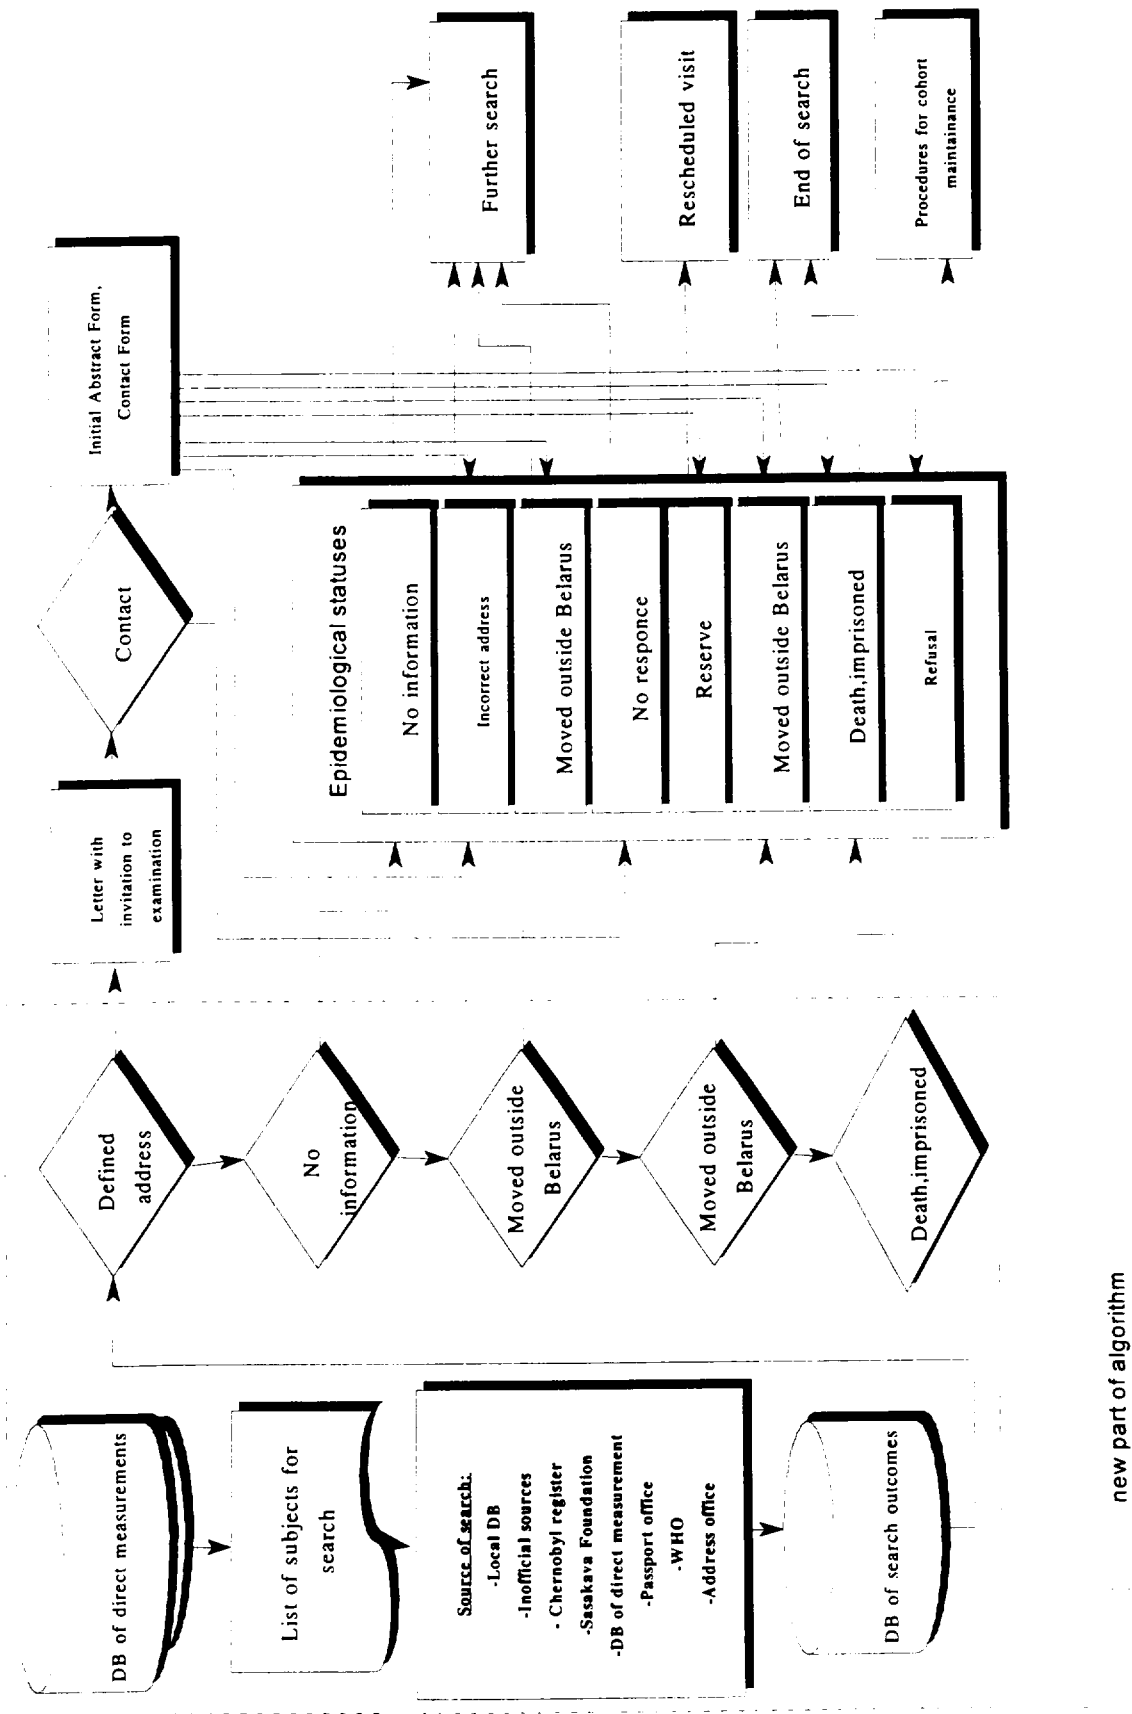 DB of direct measurements
List of subjects for
search
Source of search:
-Local DB
-Inofficial sources
- Chernobyl register
-Sasakava Foundation
-DB of direct measurement
-Passport office
-WHO
-Address office
DB of search outcomes
Defined
address
No
information
Moved outside
Belarus
Moved outside
Belarus
Death,imprisoned
Letter with
invitation to
examination
Contact
Initial Abstract Form,
Contact Form
Epidemiological statuses
No information
Incorrect address
Moved outside Belarus
No responce
Reserve
Moved outside Belarus
Death,imprisoned
Refusal
Further search
Rescheduled visit
End of search
Procedures for cohort
maintainance
new part of algorithm